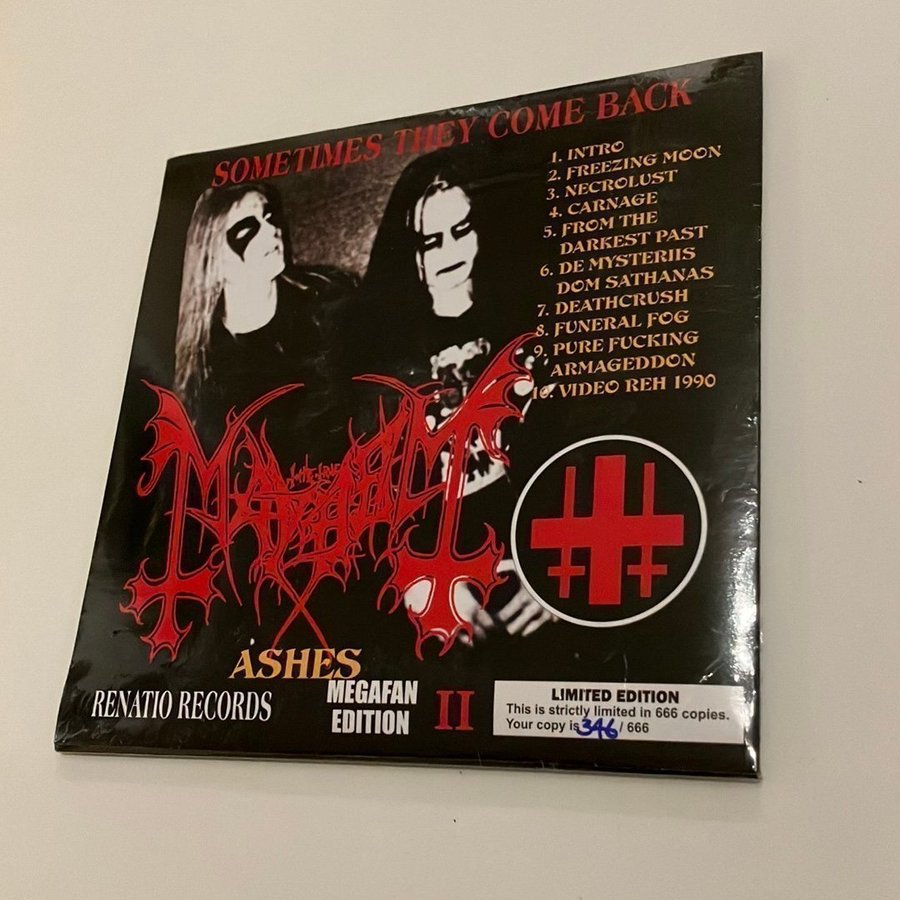 SOMETIMES THEY COME BACK
1. INTRO
2. FREEZING MOON
3. NECROLUST
4. CARNAGE
5. FROM THE
DARKEST PAST
6. DE MYSTERIIS
DOM SATHANAS
7. DEATHCRUSH
8. FUNERAL FOG
9. PURE FUCKING
ARMAGEDDON
10. VIDEO REH 1990
MAYHEM
ASHES
RENATIO RECORDS
MEGAFAN
EDITION
II
LIMITED EDITION
This is strictly limited in 666 copies.
Your copy is 346 / 666